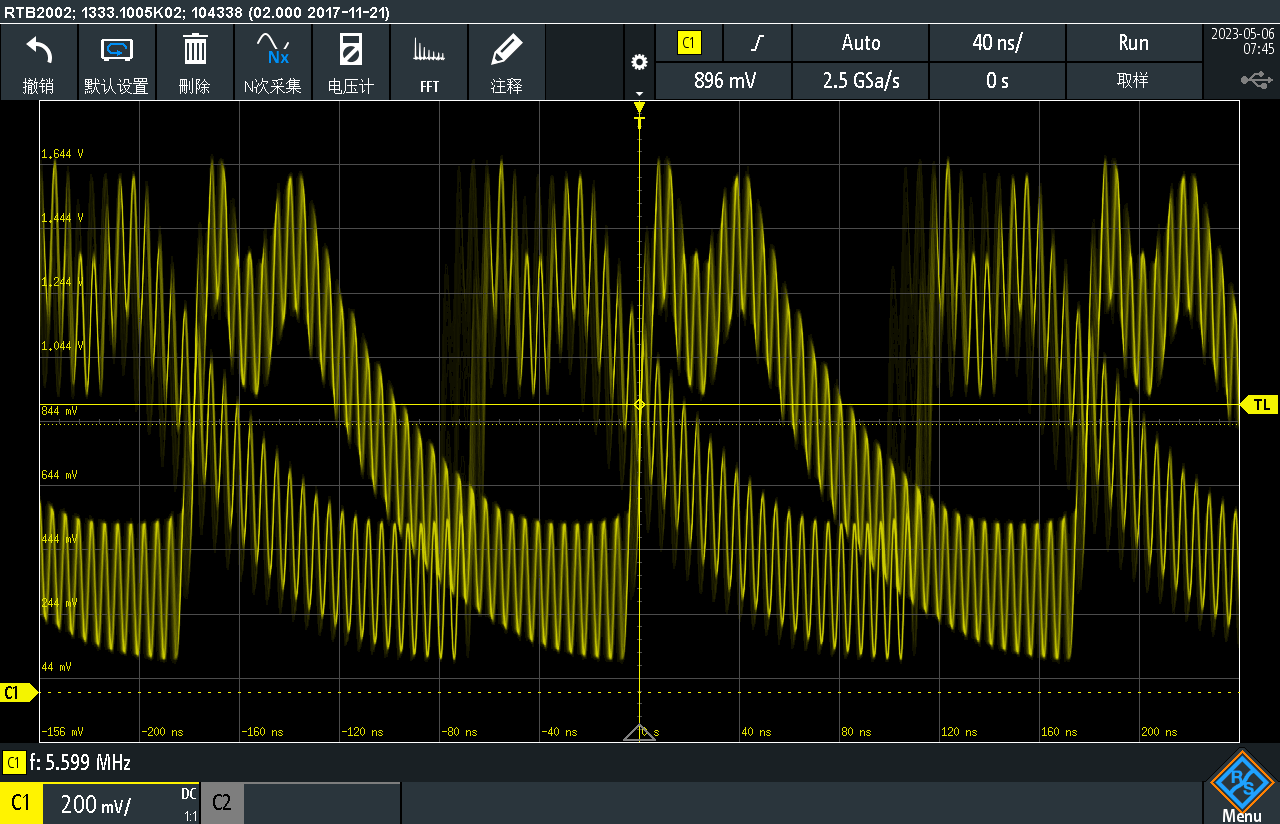 RTB2002; 1333.1005K02; 104338 (02.000 2017-11-21)
撤销
默认设置
刪除
Nx
N次采集
电压计
FFT
注释
C1
Auto
40 ns/
Run
2023-05-06
07:45
896 mV
2.5 GSa/s
0 s
取样
T
1.644 V
1.444 V
1.244 V
1.044 V
844 mV
TL
644 mV
444 mV
244 mV
44 mV
C1
-156 mV
-200 ns
-160 ns
-120 ns
-80 ns
-40 ns
0 s
40 ns
80 ns
120 ns
160 ns
200 ns
C1 f: 5.599 MHz
C1
200 mV/
DC
1:1
C2
R S
Menu